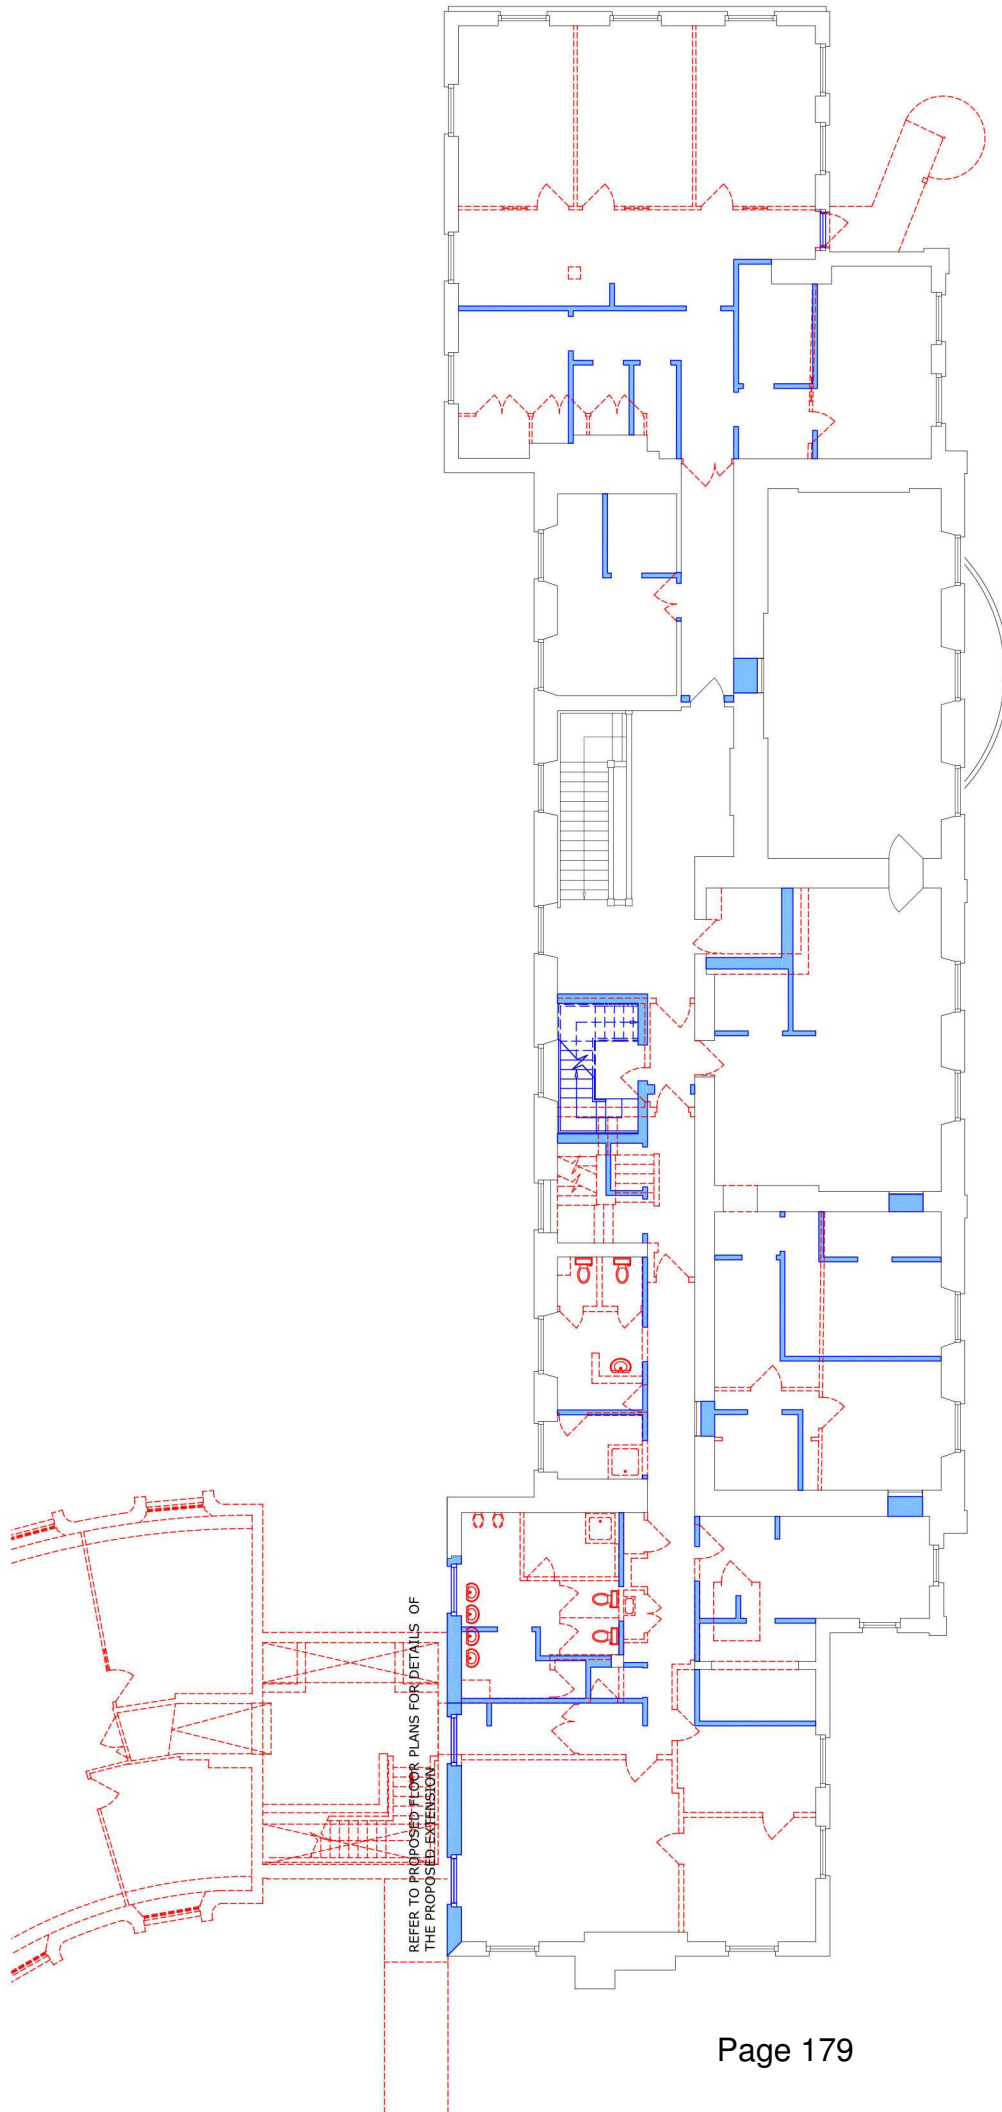 REFER TO PROPOSED FLOOR PLANS FOR DETAILS OF
THE PROPOSED EXTENSION
Page 179